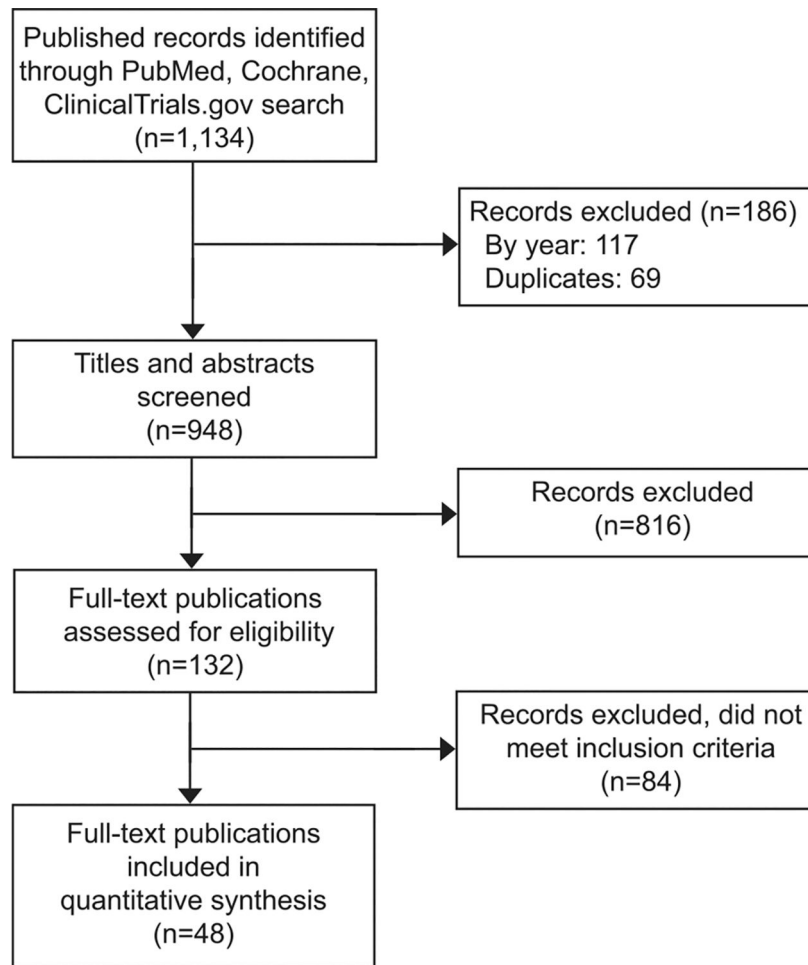 Published records identified
through PubMed, Cochrane,
ClinicalTrials.gov search
(n=1,134)
Records excluded (n=186)
By year: 117
Duplicates: 69
Titles and abstracts
screened
(n=948)
Records excluded
(n=816)
Full-text publications
assessed for eligibility
(n=132)
Records excluded, did not
meet inclusion criteria
(n=84)
Full-text publications
included in
quantitative synthesis
(n=48)